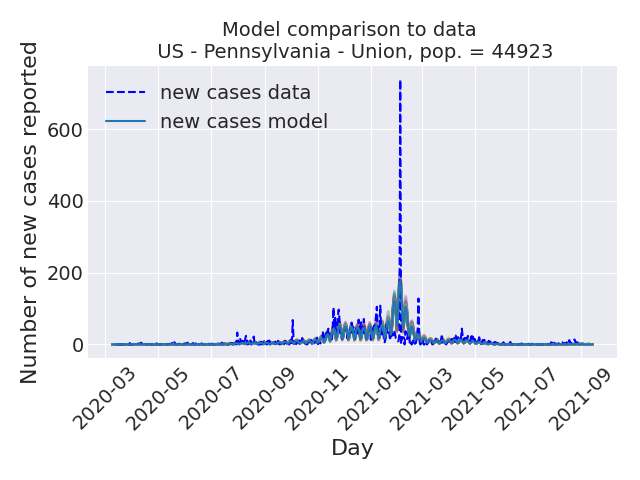 Model comparison to data
US - Pennsylvania - Union, pop. = 44923
Number of new cases reported
new cases data
new cases model
600
400
200
0
2020-03
2020-05
2020-07
2020-09
2020-11
2021-01
2021-03
2021-05
2021-07
2021-09
Day